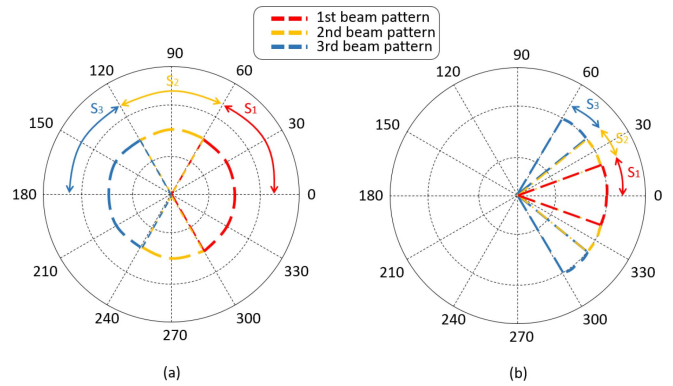 1st beam pattern
2nd beam pattern
3rd beam pattern
90
120
60
S2
S3
S1
150
30
180
0
210
330
240
300
270
(a)
90
120
60
S3
150
30
S2
S1
180
0
210
330
240
300
270
(b)